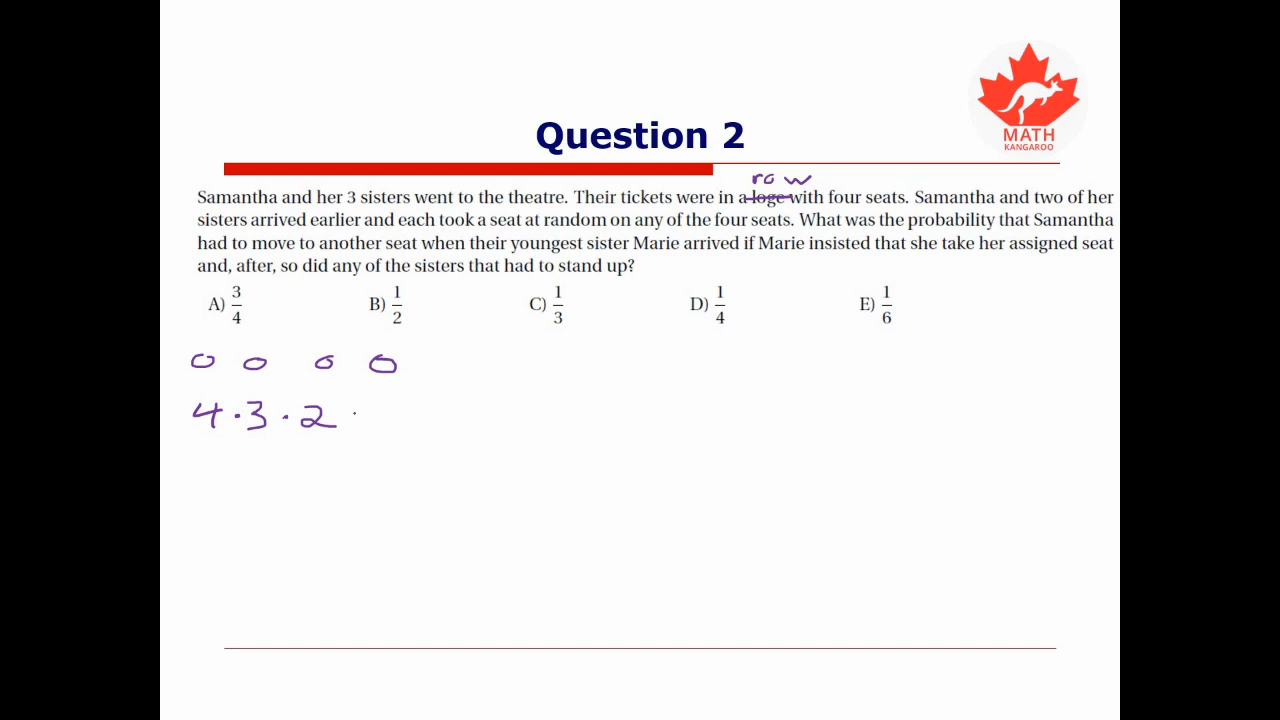 MATH
KANGAROO
Question 2
row
Samantha and her 3 sisters went to the theatre. Their tickets were in a loge with four seats. Samantha and two of her
sisters arrived earlier and each took a seat at random on any of the four seats. What was the probability that Samantha
had to move to another seat when their youngest sister Marie arrived if Marie insisted that she take her assigned seat
and, after, so did any of the sisters that had to stand up?
A) 3/4 B) 1/2 C) 1/3 D) 1/4 E) 1/6
4 · 3 · 2 ·